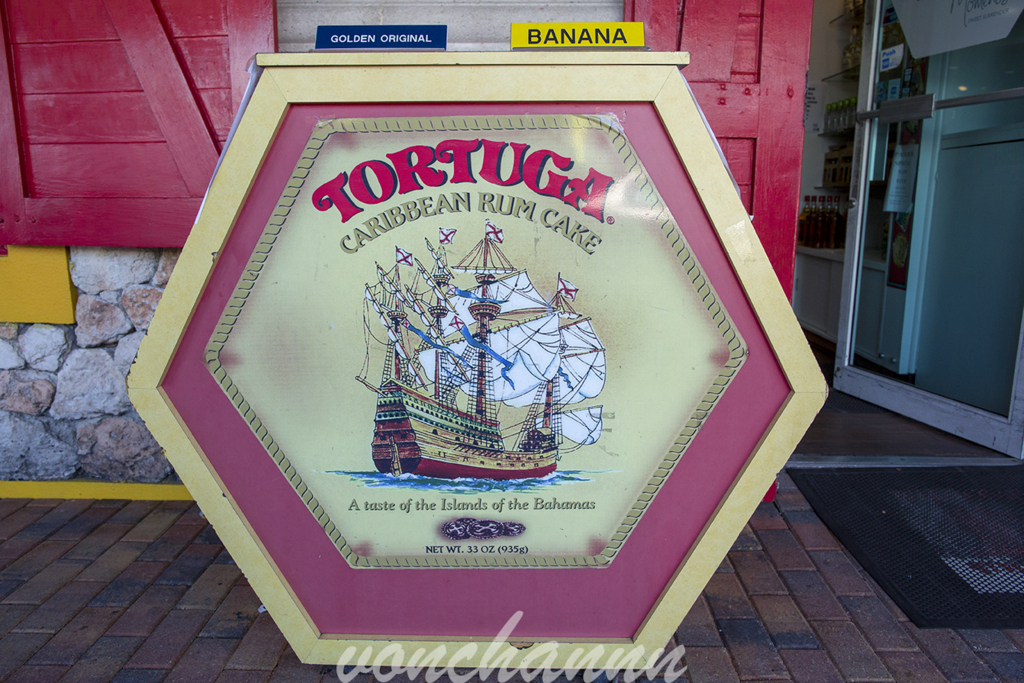 GOLDEN ORIGINAL
BANANA
TORTUGA®
CARIBBEAN RUM CAKE
A taste of the Islands of the Bahamas
NET WT. 33 OZ (935g)
vonchannn